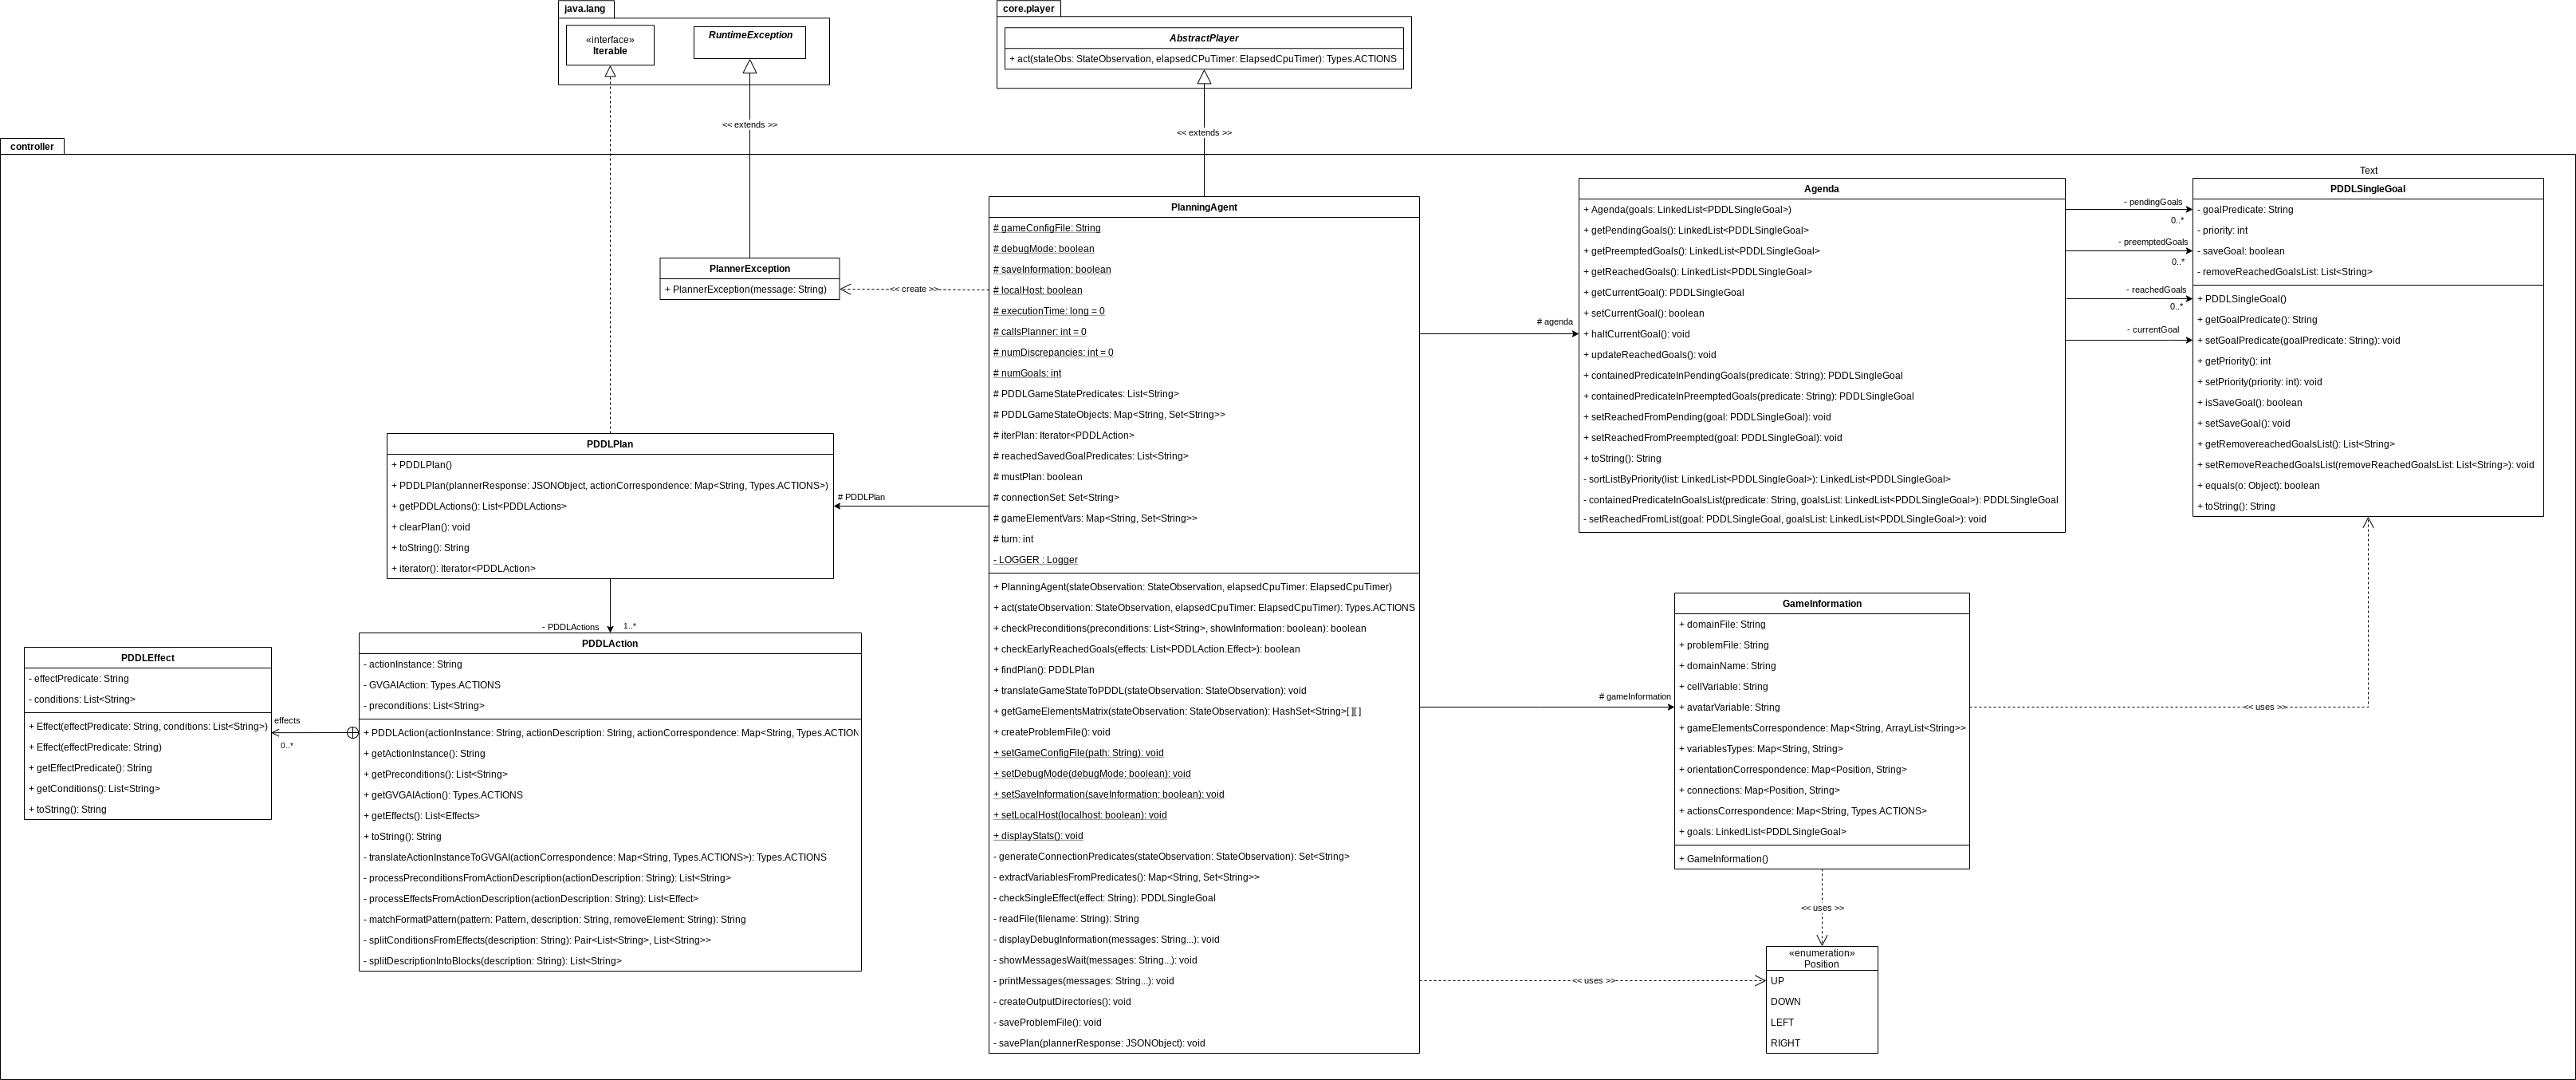 java.lang
«interface»
Iterable
RuntimeException
core.player
AbstractPlayer
+ act(stateObs: StateObservation, elapsedCPuTimer: ElapsedCpuTimer): Types.ACTIONS
<< extends >>
<< extends >>
controller
PlannerException
+ PlannerException(message: String)
<< create >>
PlanningAgent
# gameConfigFile: String
# debugMode: boolean
# saveInformation: boolean
# localHost: boolean
# executionTime: long = 0
# callsPlanner: int = 0
# numDiscrepancies: int = 0
# numGoals: int
# PDDLGameStatePredicates: List<String>
# PDDLGameStateObjects: Map<String, Set<String>>
# iterPlan: Iterator<PDDLAction>
# reachedSavedGoalPredicates: List<String>
# mustPlan: boolean
# connectionSet: Set<String>
# gameElementVars: Map<String, Set<String>>
# turn: int
- LOGGER : Logger
+ PlanningAgent(stateObservation: StateObservation, elapsedCpuTimer: ElapsedCpuTimer)
+ act(stateObservation: StateObservation, elapsedCpuTimer: ElapsedCpuTimer): Types.ACTIONS
+ checkPreconditions(preconditions: List<String>, showInformation: boolean): boolean
+ checkEarlyReachedGoals(effects: List<PDDLAction.Effect>): boolean
+ findPlan(): PDDLPlan
+ translateGameStateToPDDL(stateObservation: StateObservation): void
+ getGameElementsMatrix(stateObservation: StateObservation): HashSet<String>[ ][ ]
+ createProblemFile(): void
+ setGameConfigFile(path: String): void
+ setDebugMode(debugMode: boolean): void
+ setSaveInformation(saveInformation: boolean): void
+ setLocalHost(localhost: boolean): void
+ displayStats(): void
- generateConnectionPredicates(stateObservation: StateObservation): Set<String>
- extractVariablesFromPredicates(): Map<String, Set<String>>
- checkSingleEffect(effect: String): PDDLSingleGoal
- readFile(filename: String): String
- displayDebugInformation(messages: String...): void
- showMessagesWait(messages: String...): void
- printMessages(messages: String...): void
- createOutputDirectories(): void
- saveProblemFile(): void
- savePlan(plannerResponse: JSONObject): void
PDDLPlan
+ PDDLPlan()
+ PDDLPlan(plannerResponse: JSONObject, actionCorrespondence: Map<String, Types.ACTIONS>)
+ getPDDLActions(): List<PDDLActions>
+ clearPlan(): void
+ toString(): String
+ iterator(): Iterator<PDDLAction>
# PDDLPlan
- PDDLActions
1..*
PDDLEffect
- effectPredicate: String
- conditions: List<String>
+ Effect(effectPredicate: String, conditions: List<String>)
+ Effect(effectPredicate: String)
+ getEffectPredicate(): String
+ getConditions(): List<String>
+ toString(): String
effects
0..*
PDDLAction
- actionInstance: String
- GVGAIAction: Types.ACTIONS
- preconditions: List<String>
+ PDDLAction(actionInstance: String, actionDescription: String, actionCorrespondence: Map<String, Types.ACTION
+ getActionInstance(): String
+ getPreconditions(): List<String>
+ getGVGAIAction(): Types.ACTIONS
+ getEffects(): List<Effects>
+ toString(): String
- translateActionInstanceToGVGAI(actionCorrespondence: Map<String, Types.ACTIONS>): Types.ACTIONS
- processPreconditionsFromActionDescription(actionDescription: String): List<String>
- processEffectsFromActionDescription(actionDescription: String): List<Effect>
- matchFormatPattern(pattern: Pattern, description: String, removeElement: String): String
- splitConditionsFromEffects(description: String): Pair<List<String>, List<String>>
- splitDescriptionIntoBlocks(description: String): List<String>
# agenda
Agenda
+ Agenda(goals: LinkedList<PDDLSingleGoal>)
+ getPendingGoals(): LinkedList<PDDLSingleGoal>
+ getPreemptedGoals(): LinkedList<PDDLSingleGoal>
+ getReachedGoals(): LinkedList<PDDLSingleGoal>
+ getCurrentGoal(): PDDLSingleGoal
+ setCurrentGoal(): boolean
+ haltCurrentGoal(): void
+ updateReachedGoals(): void
+ containedPredicateInPendingGoals(predicate: String): PDDLSingleGoal
+ containedPredicateInPreemptedGoals(predicate: String): PDDLSingleGoal
+ setReachedFromPending(goal: PDDLSingleGoal): void
+ setReachedFromPreempted(goal: PDDLSingleGoal): void
+ toString(): String
- sortListByPriority(list: LinkedList<PDDLSingleGoal>): LinkedList<PDDLSingleGoal>
- containedPredicateInGoalsList(predicate: String, goalsList: LinkedList<PDDLSingleGoal>): PDDLSingleGoal
- setReachedFromList(goal: PDDLSingleGoal, goalsList: LinkedList<PDDLSingleGoal>): void
- pendingGoals
0..*
- preemptedGoals
0..*
- reachedGoals
0..*
- currentGoal
Text
PDDLSingleGoal
- goalPredicate: String
- priority: int
- saveGoal: boolean
- removeReachedGoalsList: List<String>
+ PDDLSingleGoal()
+ getGoalPredicate(): String
+ setGoalPredicate(goalPredicate: String): void
+ getPriority(): int
+ setPriority(priority: int): void
+ isSaveGoal(): boolean
+ setSaveGoal(): void
+ getRemovereachedGoalsList(): List<String>
+ setRemoveReachedGoalsList(removeReachedGoalsList: List<String>): void
+ equals(o: Object): boolean
+ toString(): String
# gameInformation
GameInformation
+ domainFile: String
+ problemFile: String
+ domainName: String
+ cellVariable: String
+ avatarVariable: String
+ gameElementsCorrespondence: Map<String, ArrayList<String>>
+ variablesTypes: Map<String, String>
+ orientationCorrespondence: Map<Position, String>
+ connections: Map<Position, String>
+ actionsCorrespondence: Map<String, Types.ACTIONS>
+ goals: LinkedList<PDDLSingleGoal>
+ GameInformation()
<< uses >>
<< uses >>
<< uses >>
«enumeration»
Position
UP
DOWN
LEFT
RIGHT